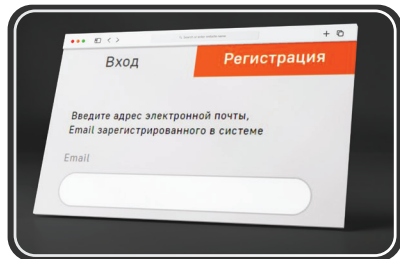 Вход
Регистрация
Введите адрес электронной почты,
Email зарегистрированного в системе
Email